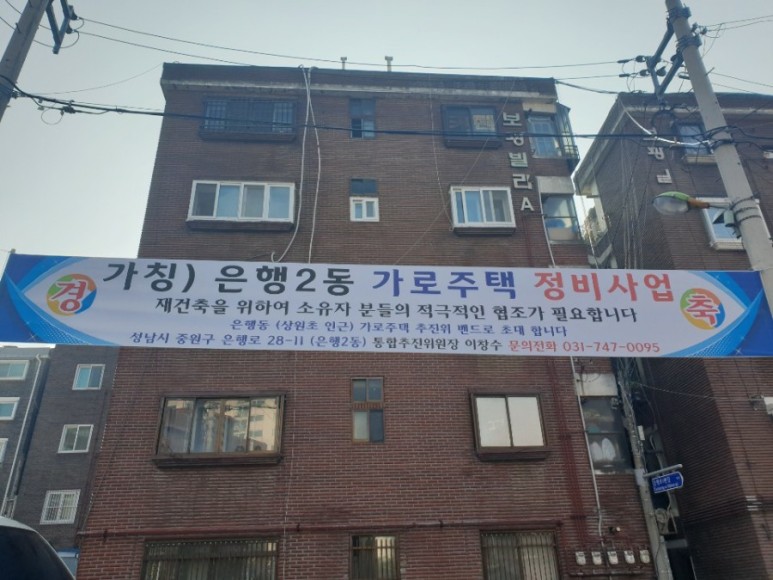 보성빌라A
경 가칭) 은행2동 가로주택 정비사업 축
재건축을 위하여 소유자 분들의 적극적인 협조가 필요합니다
은행동 (상원초 인근) 가로주택 추진위 밴드로 초대 합니다
성남시 중원구 은행로 28-11 (은행2동) 통합추진위원장 이창수 문의전화 031-747-0095